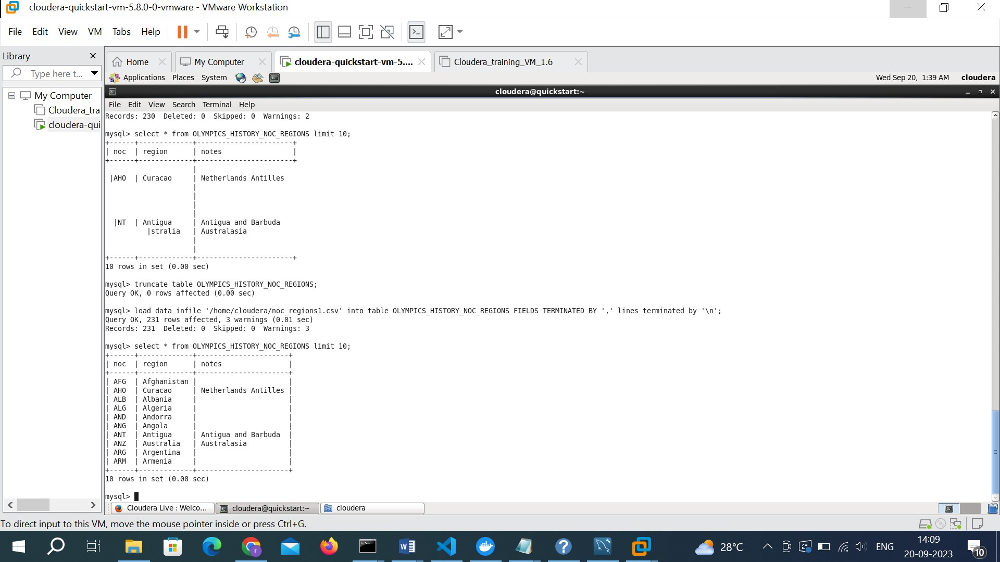 cloudera-quickstart-vm-5.8.0-0-vmware - VMware Workstation
File Edit View VM Tabs Help
Library
Type here t...
My Computer
Cloudera_tra
cloudera-qui
Home My Computer cloudera-quickstart-vm-5.... Cloudera_training_VM_1.6
Applications Places System Wed Sep 20, 1:39 AM cloudera
cloudera@quickstart:~
File Edit View Search Terminal Help
Records: 230  Deleted: 0  Skipped: 0  Warnings: 2
mysql> select * from OLYMPICS_HISTORY_NOC_REGIONS limit 10;
+------+-------------+-----------------------+
| noc  | region      | notes                 |
+------+-------------+-----------------------+
|
|AHO  | Curacao     | Netherlands Antilles
|
|
|
|
|NT  | Antigua     | Antigua and Barbuda
|stralia   | Australasia
|
|
+------+-------------+-----------------------+
10 rows in set (0.00 sec)
mysql> truncate table OLYMPICS_HISTORY_NOC_REGIONS;
Query OK, 0 rows affected (0.00 sec)
mysql> load data infile '/home/cloudera/noc_regions1.csv' into table OLYMPICS_HISTORY_NOC_REGIONS FIELDS TERMINATED BY ',' lines terminated by '\n';
Query OK, 231 rows affected, 3 warnings (0.01 sec)
Records: 231  Deleted: 0  Skipped: 0  Warnings: 3
mysql> select * from OLYMPICS_HISTORY_NOC_REGIONS limit 10;
+------+-------------+----------------------+
| noc  | region      | notes                |
+------+-------------+----------------------+
| AFG  | Afghanistan |                      |
| AHO  | Curacao     | Netherlands Antilles |
| ALB  | Albania     |                      |
| ALG  | Algeria     |                      |
| AND  | Andorra     |                      |
| ANG  | Angola      |                      |
| ANT  | Antigua     | Antigua and Barbuda  |
| ANZ  | Australia   | Australasia          |
| ARG  | Argentina   |                      |
| ARM  | Armenia     |                      |
+------+-------------+----------------------+
10 rows in set (0.00 sec)
mysql>
Cloudera Live : Welco... cloudera@quickstart:~ cloudera
To direct input to this VM, move the mouse pointer inside or press Ctrl+G.
28°C ENG 14:09
20-09-2023 10